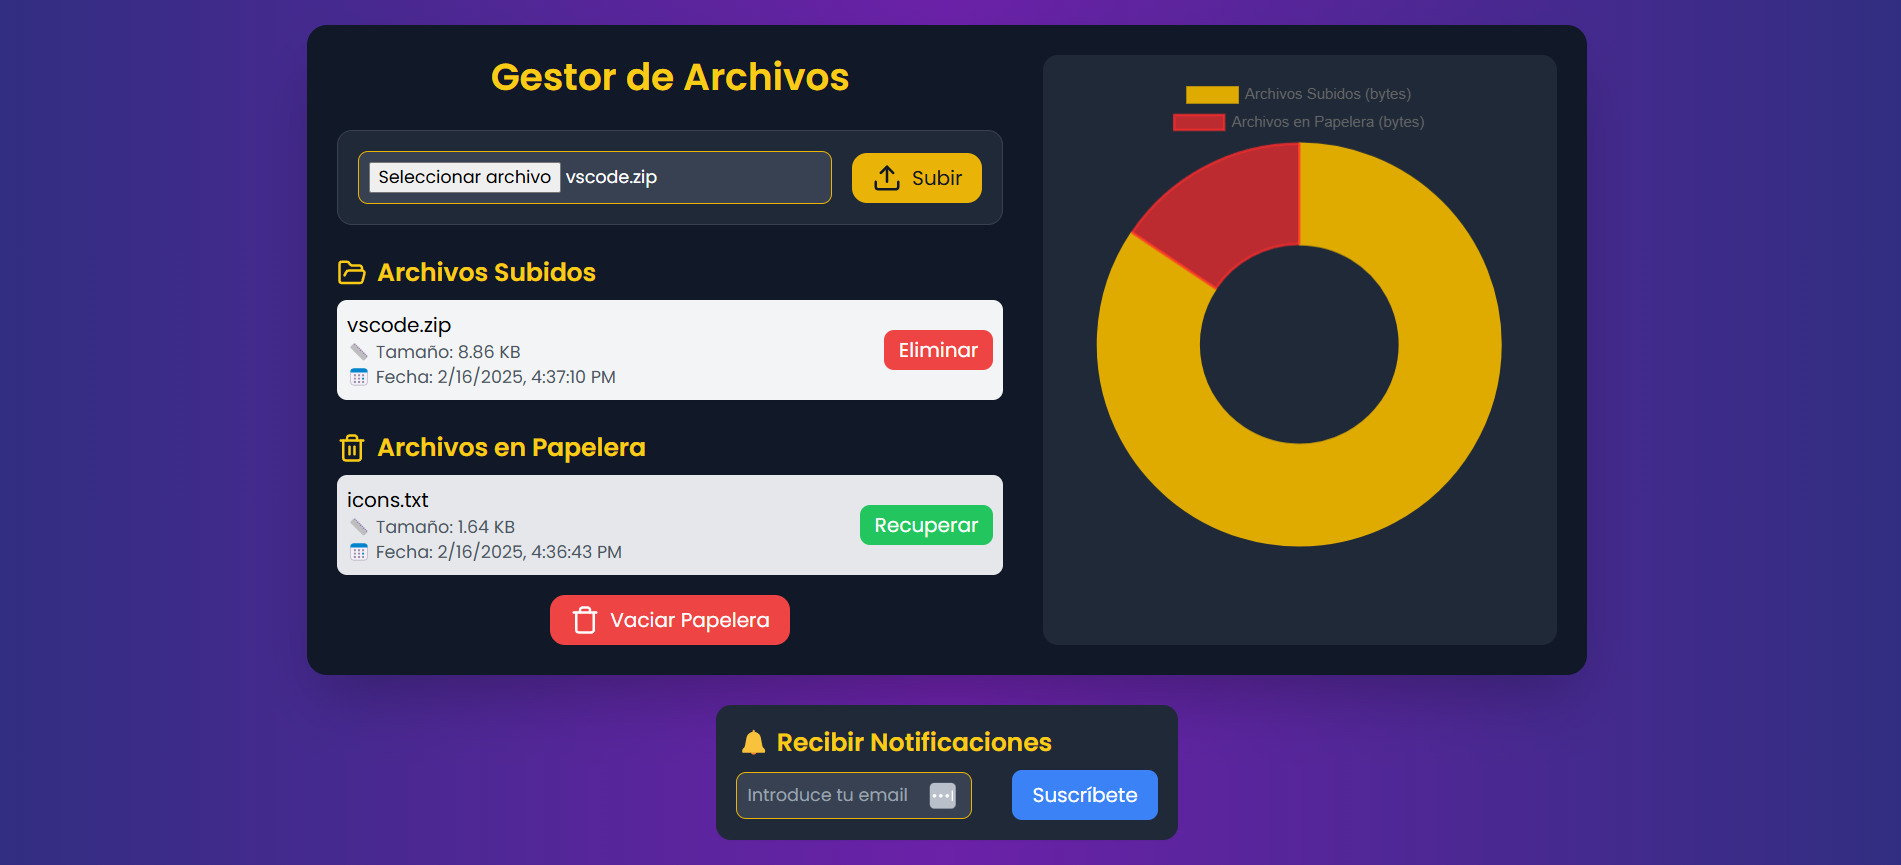 Gestor de Archivos
Seleccionar archivo vscode.zip
Subir
Archivos Subidos
vscode.zip
Tamaño: 8.86 KB
Fecha: 2/16/2025, 4:37:10 PM
Eliminar
Archivos en Papelera
icons.txt
Tamaño: 1.64 KB
Fecha: 2/16/2025, 4:36:43 PM
Recuperar
Vaciar Papelera
Archivos Subidos (bytes)
Archivos en Papelera (bytes)
Recibir Notificaciones
Introduce tu email
Suscríbete